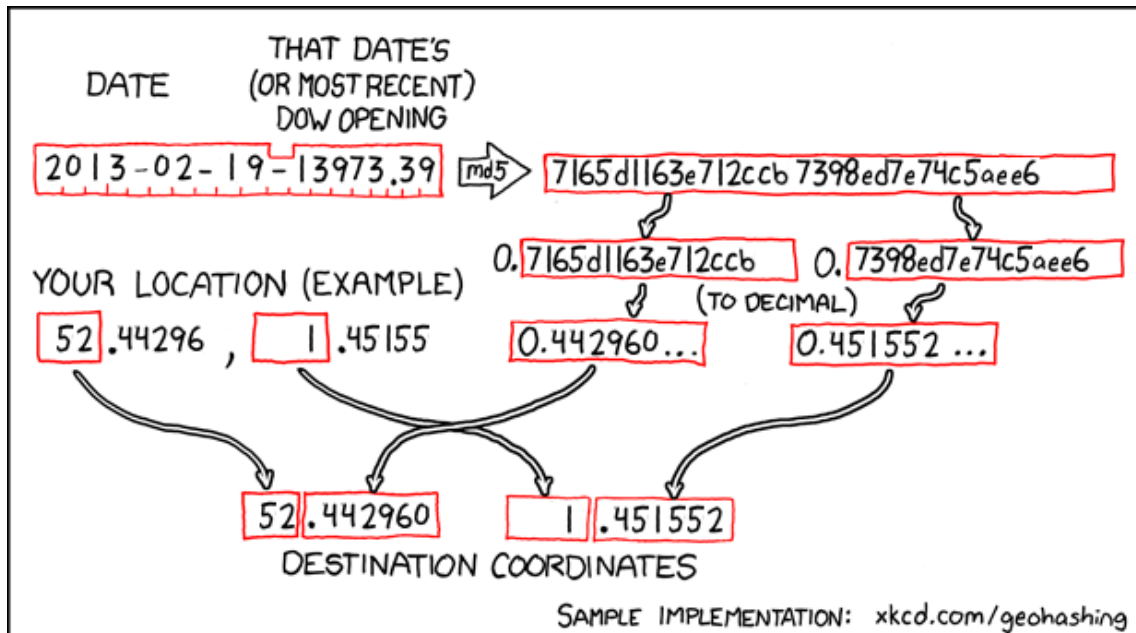 DATE
THAT DATE'S
(OR MOST RECENT)
DOW OPENING
2013-02-19-13973.39
md5
7165d1163e712ccb7398ed7e74c5aee6
0.7165d1163e712ccb
0.7398ed7e74c5aee6
(TO DECIMAL)
YOUR LOCATION (EXAMPLE)
52.44296, 1.45155
0.442960...
0.451552...
52.442960
1.451552
DESTINATION COORDINATES
SAMPLE IMPLEMENTATION: xkcd.com/geohashing